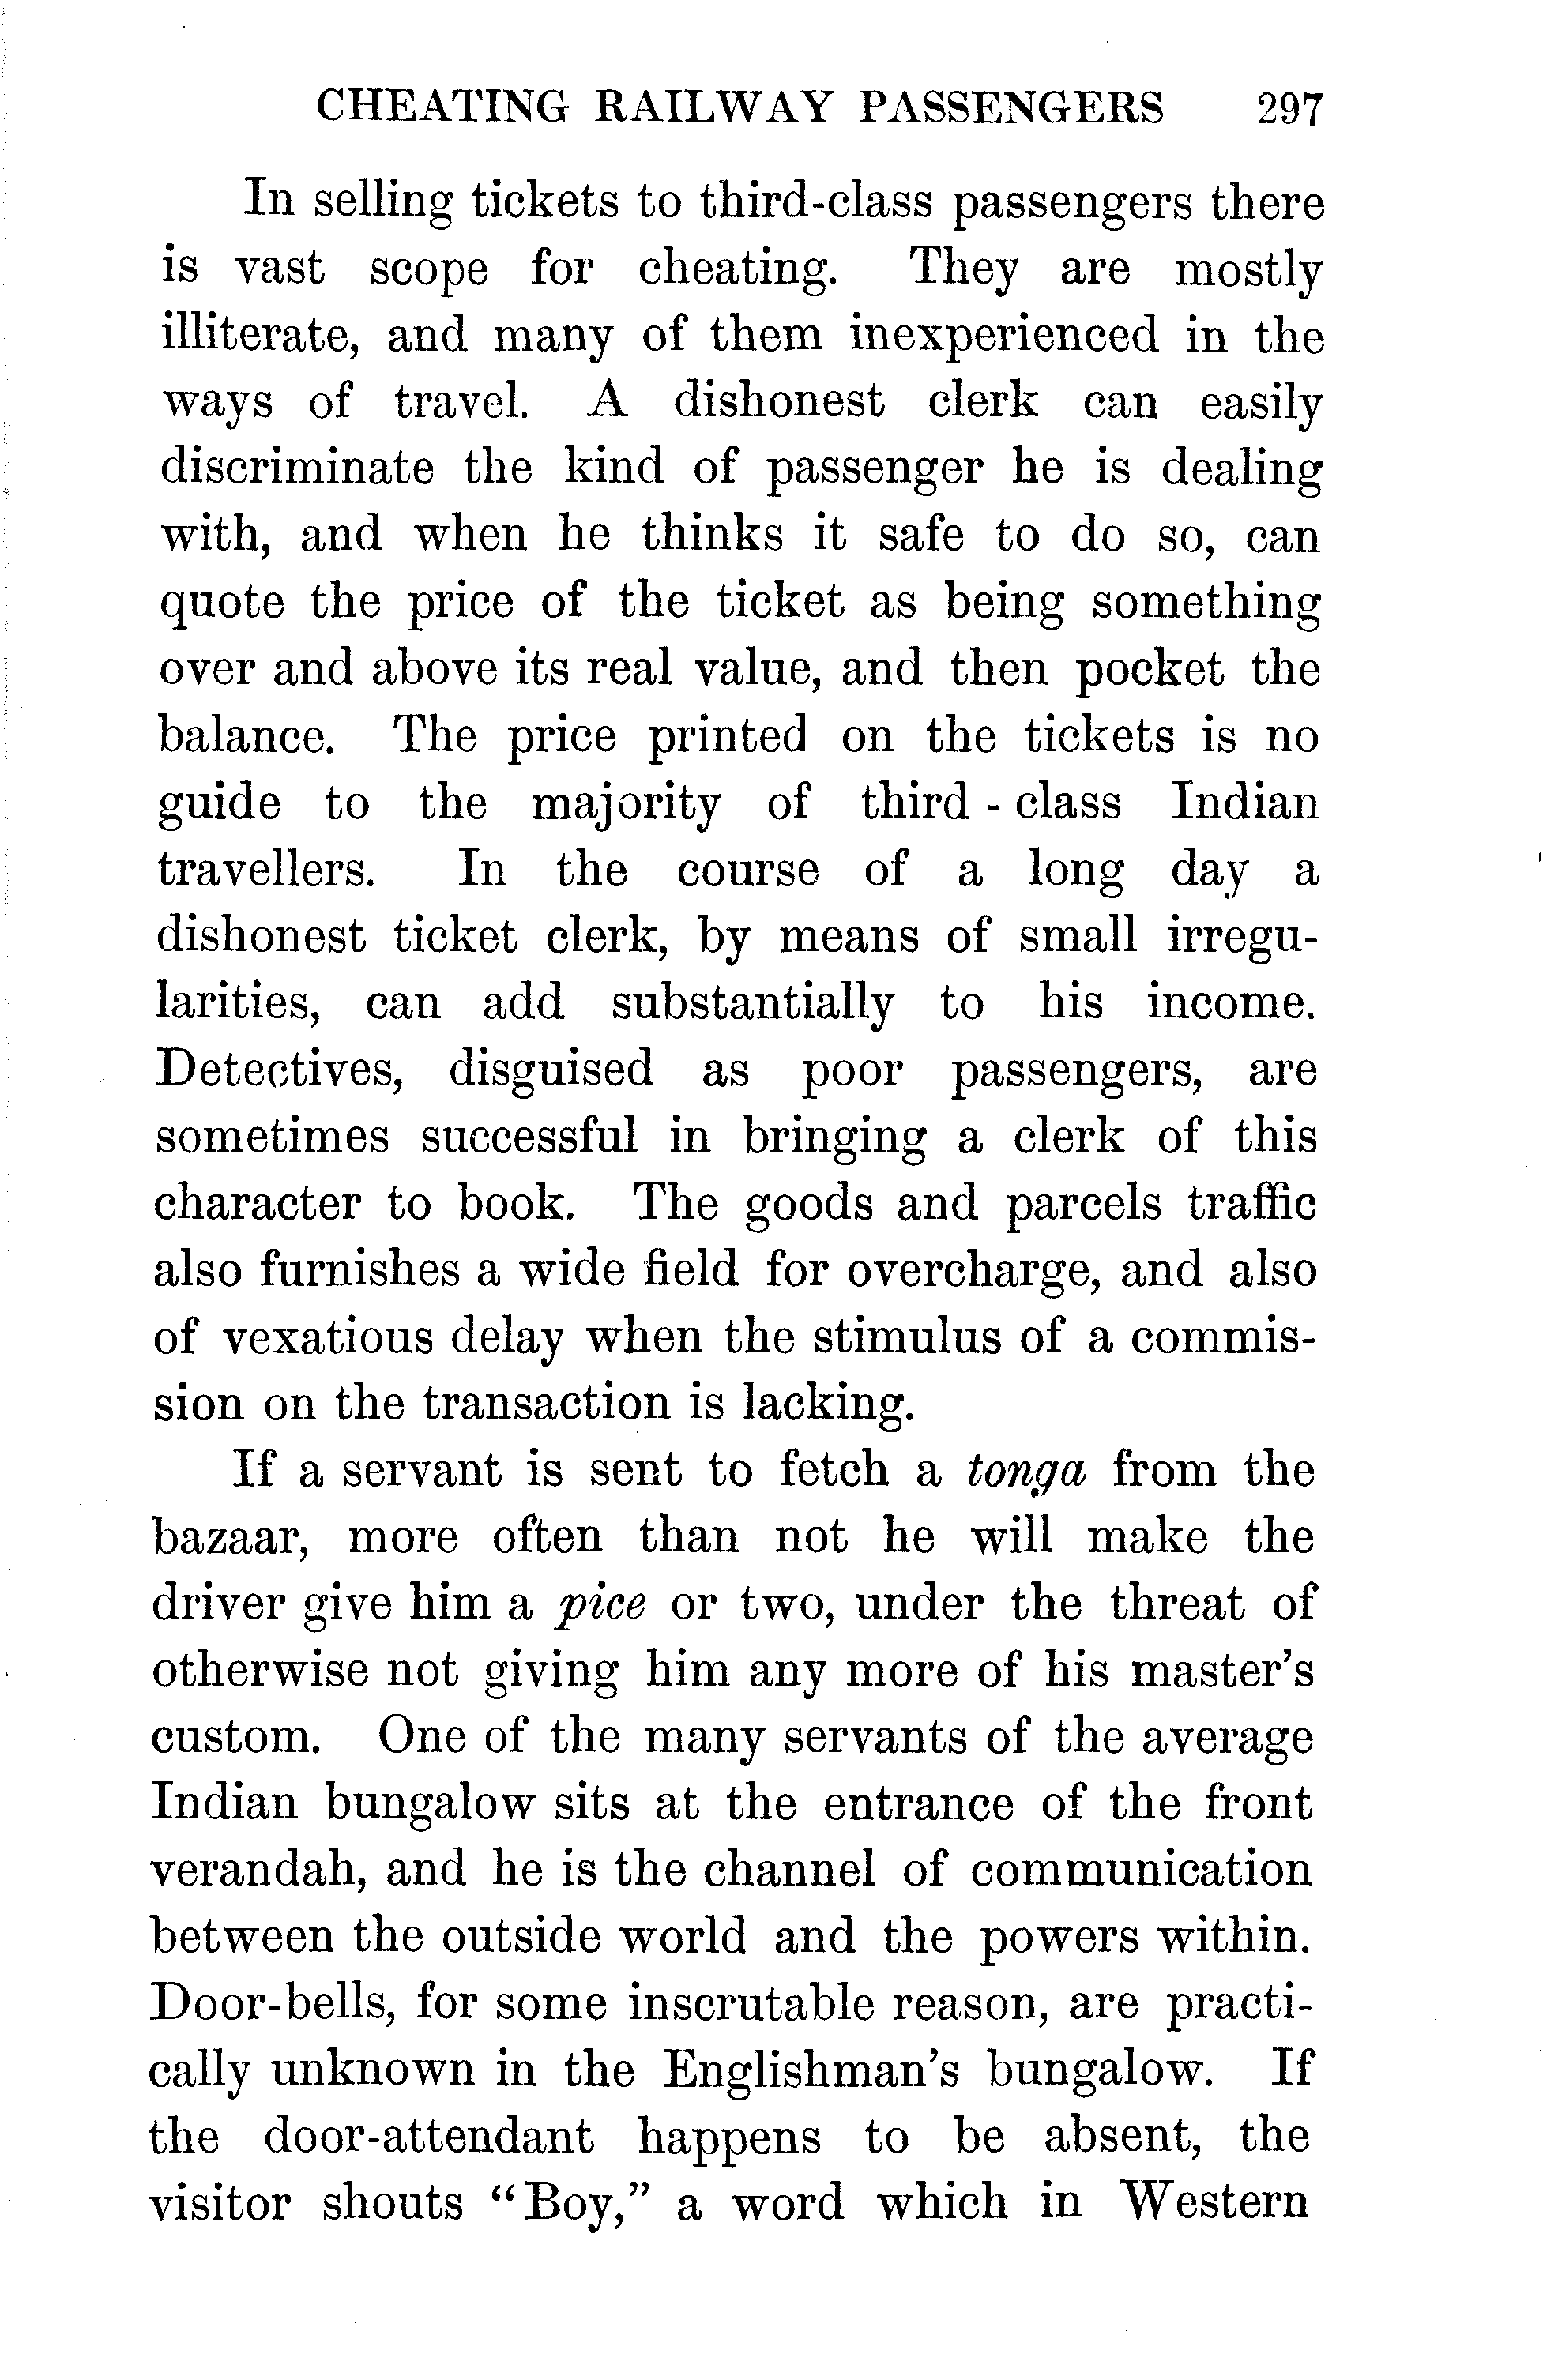 CHEATING RAILWAY PASSENGERS 297
In selling tickets to third-class passengers there
is vast scope for cheating. They are mostly
illiterate, and many of them inexperienced in the
ways of travel. A dishonest clerk can easily
discriminate the kind of passenger he is dealing
with, and when he thinks it safe to do so, can
quote the price of the ticket as being something
over and above its real value, and then pocket the
balance. The price printed on the tickets is no
guide to the majority of third-class Indian
travellers. In the course of a long day a
dishonest ticket clerk, by means of small irregu-
larities, can add substantially to his income.
Detectives, disguised as poor passengers, are
sometimes successful in bringing a clerk of this
character to book. The goods and parcels traffic
also furnishes a wide field for overcharge, and also
of vexatious delay when the stimulus of a commis-
sion on the transaction is lacking.
If a servant is sent to fetch a tonga from the
bazaar, more often than not he will make the
driver give him a pice or two, under the threat of
otherwise not giving him any more of his master's
custom. One of the many servants of the average
Indian bungalow sits at the entrance of the front
verandah, and he is the channel of communication
between the outside world and the powers within.
Door-bells, for some inscrutable reason, are practi-
cally unknown in the Englishman's bungalow. If
the door-attendant happens to be absent, the
visitor shouts "Boy," a word which in Western